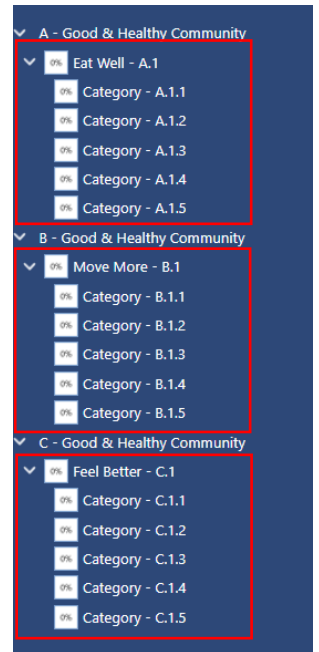 A - Good & Healthy Community
0% Eat Well - A.1
0% Category - A.1.1
0% Category - A.1.2
0% Category - A.1.3
0% Category - A.1.4
0% Category - A.1.5
B - Good & Healthy Community
0% Move More - B.1
0% Category - B.1.1
0% Category - B.1.2
0% Category - B.1.3
0% Category - B.1.4
0% Category - B.1.5
C - Good & Healthy Community
0% Feel Better - C.1
0% Category - C.1.1
0% Category - C.1.2
0% Category - C.1.3
0% Category - C.1.4
0% Category - C.1.5